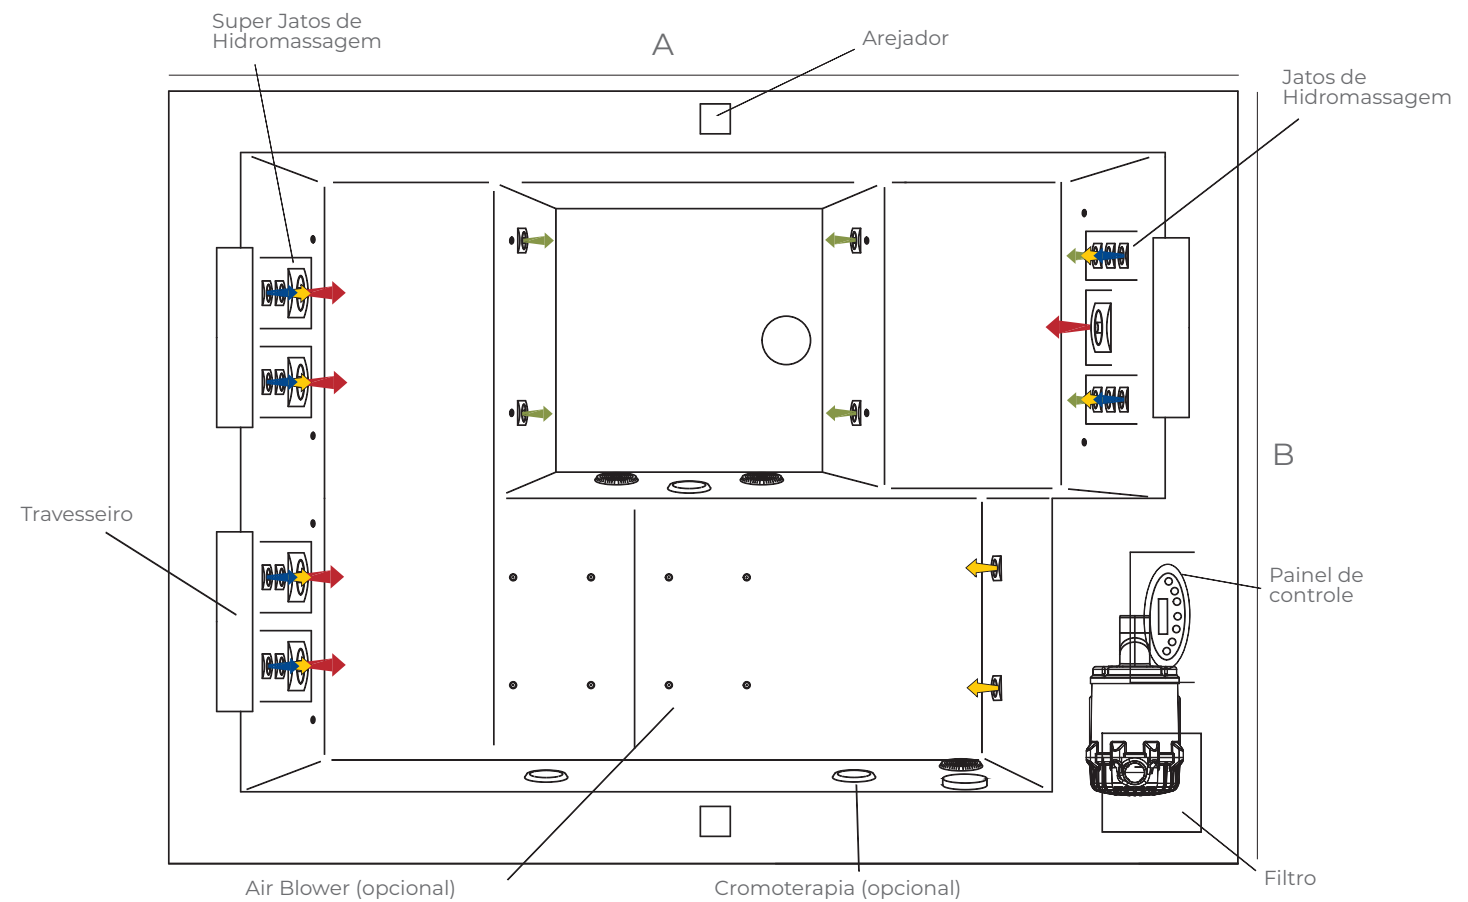 Super Jatos de
Hidromassagem
A
Arejador
Jatos de
Hidromassagem
B
Travesseiro
Painel de
controle
Air Blower (opcional)
Cromoterapia (opcional)
Filtro